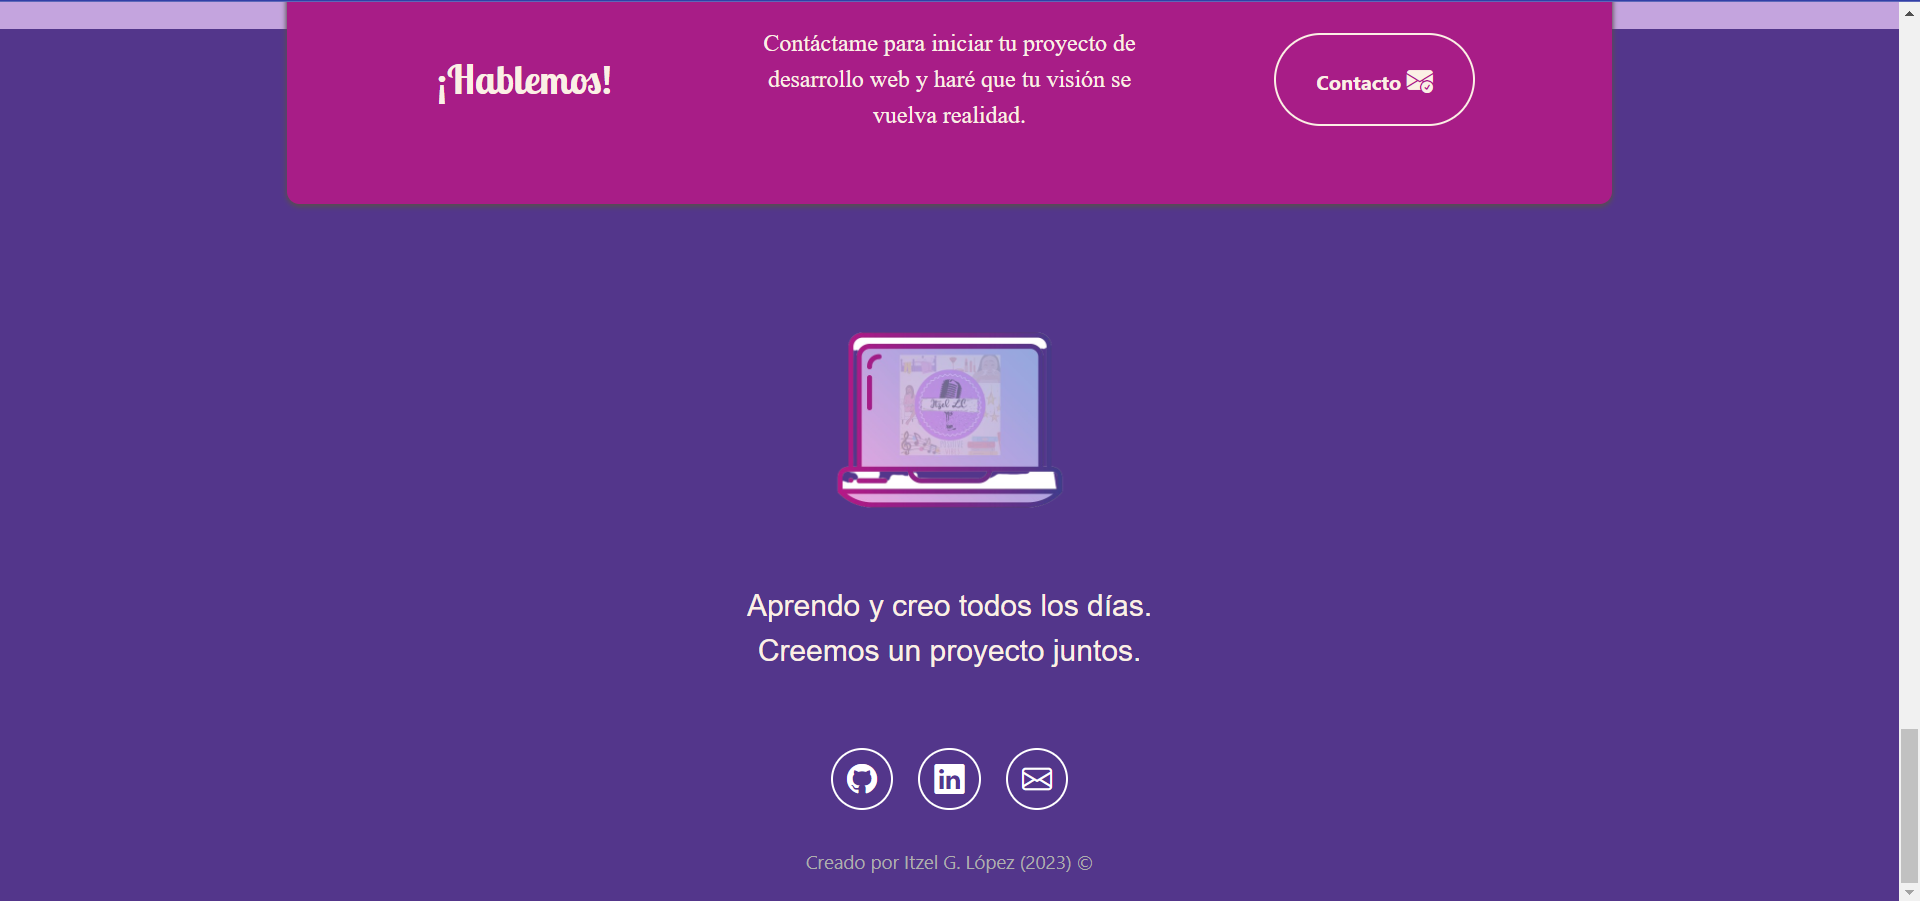 ¡Hablemos!
Contáctame para iniciar tu proyecto de
desarrollo web y haré que tu visión se
vuelva realidad.
Contacto
Aprendo y creo todos los días.
Creemos un proyecto juntos.
Creado por Itzel G. López (2023) ©